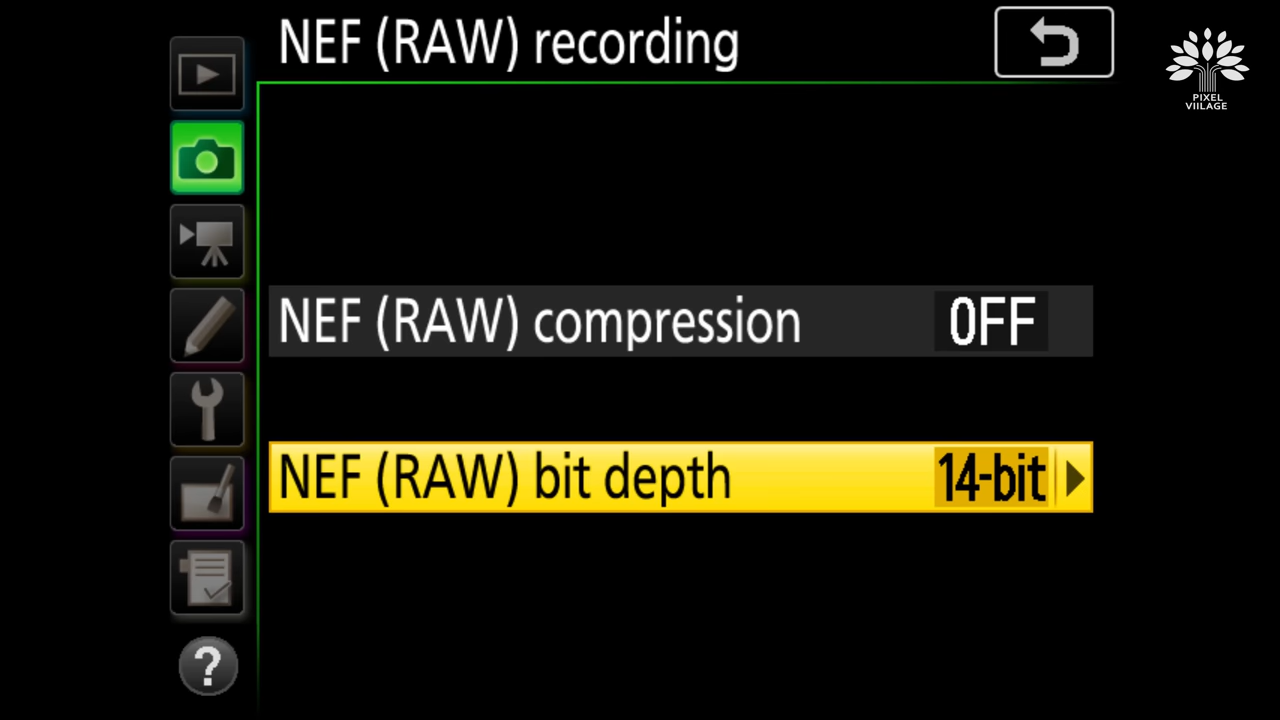 NEF (RAW) recording
PIXEL
VIILAGE
NEF (RAW) compression OFF
NEF (RAW) bit depth 14-bit
?